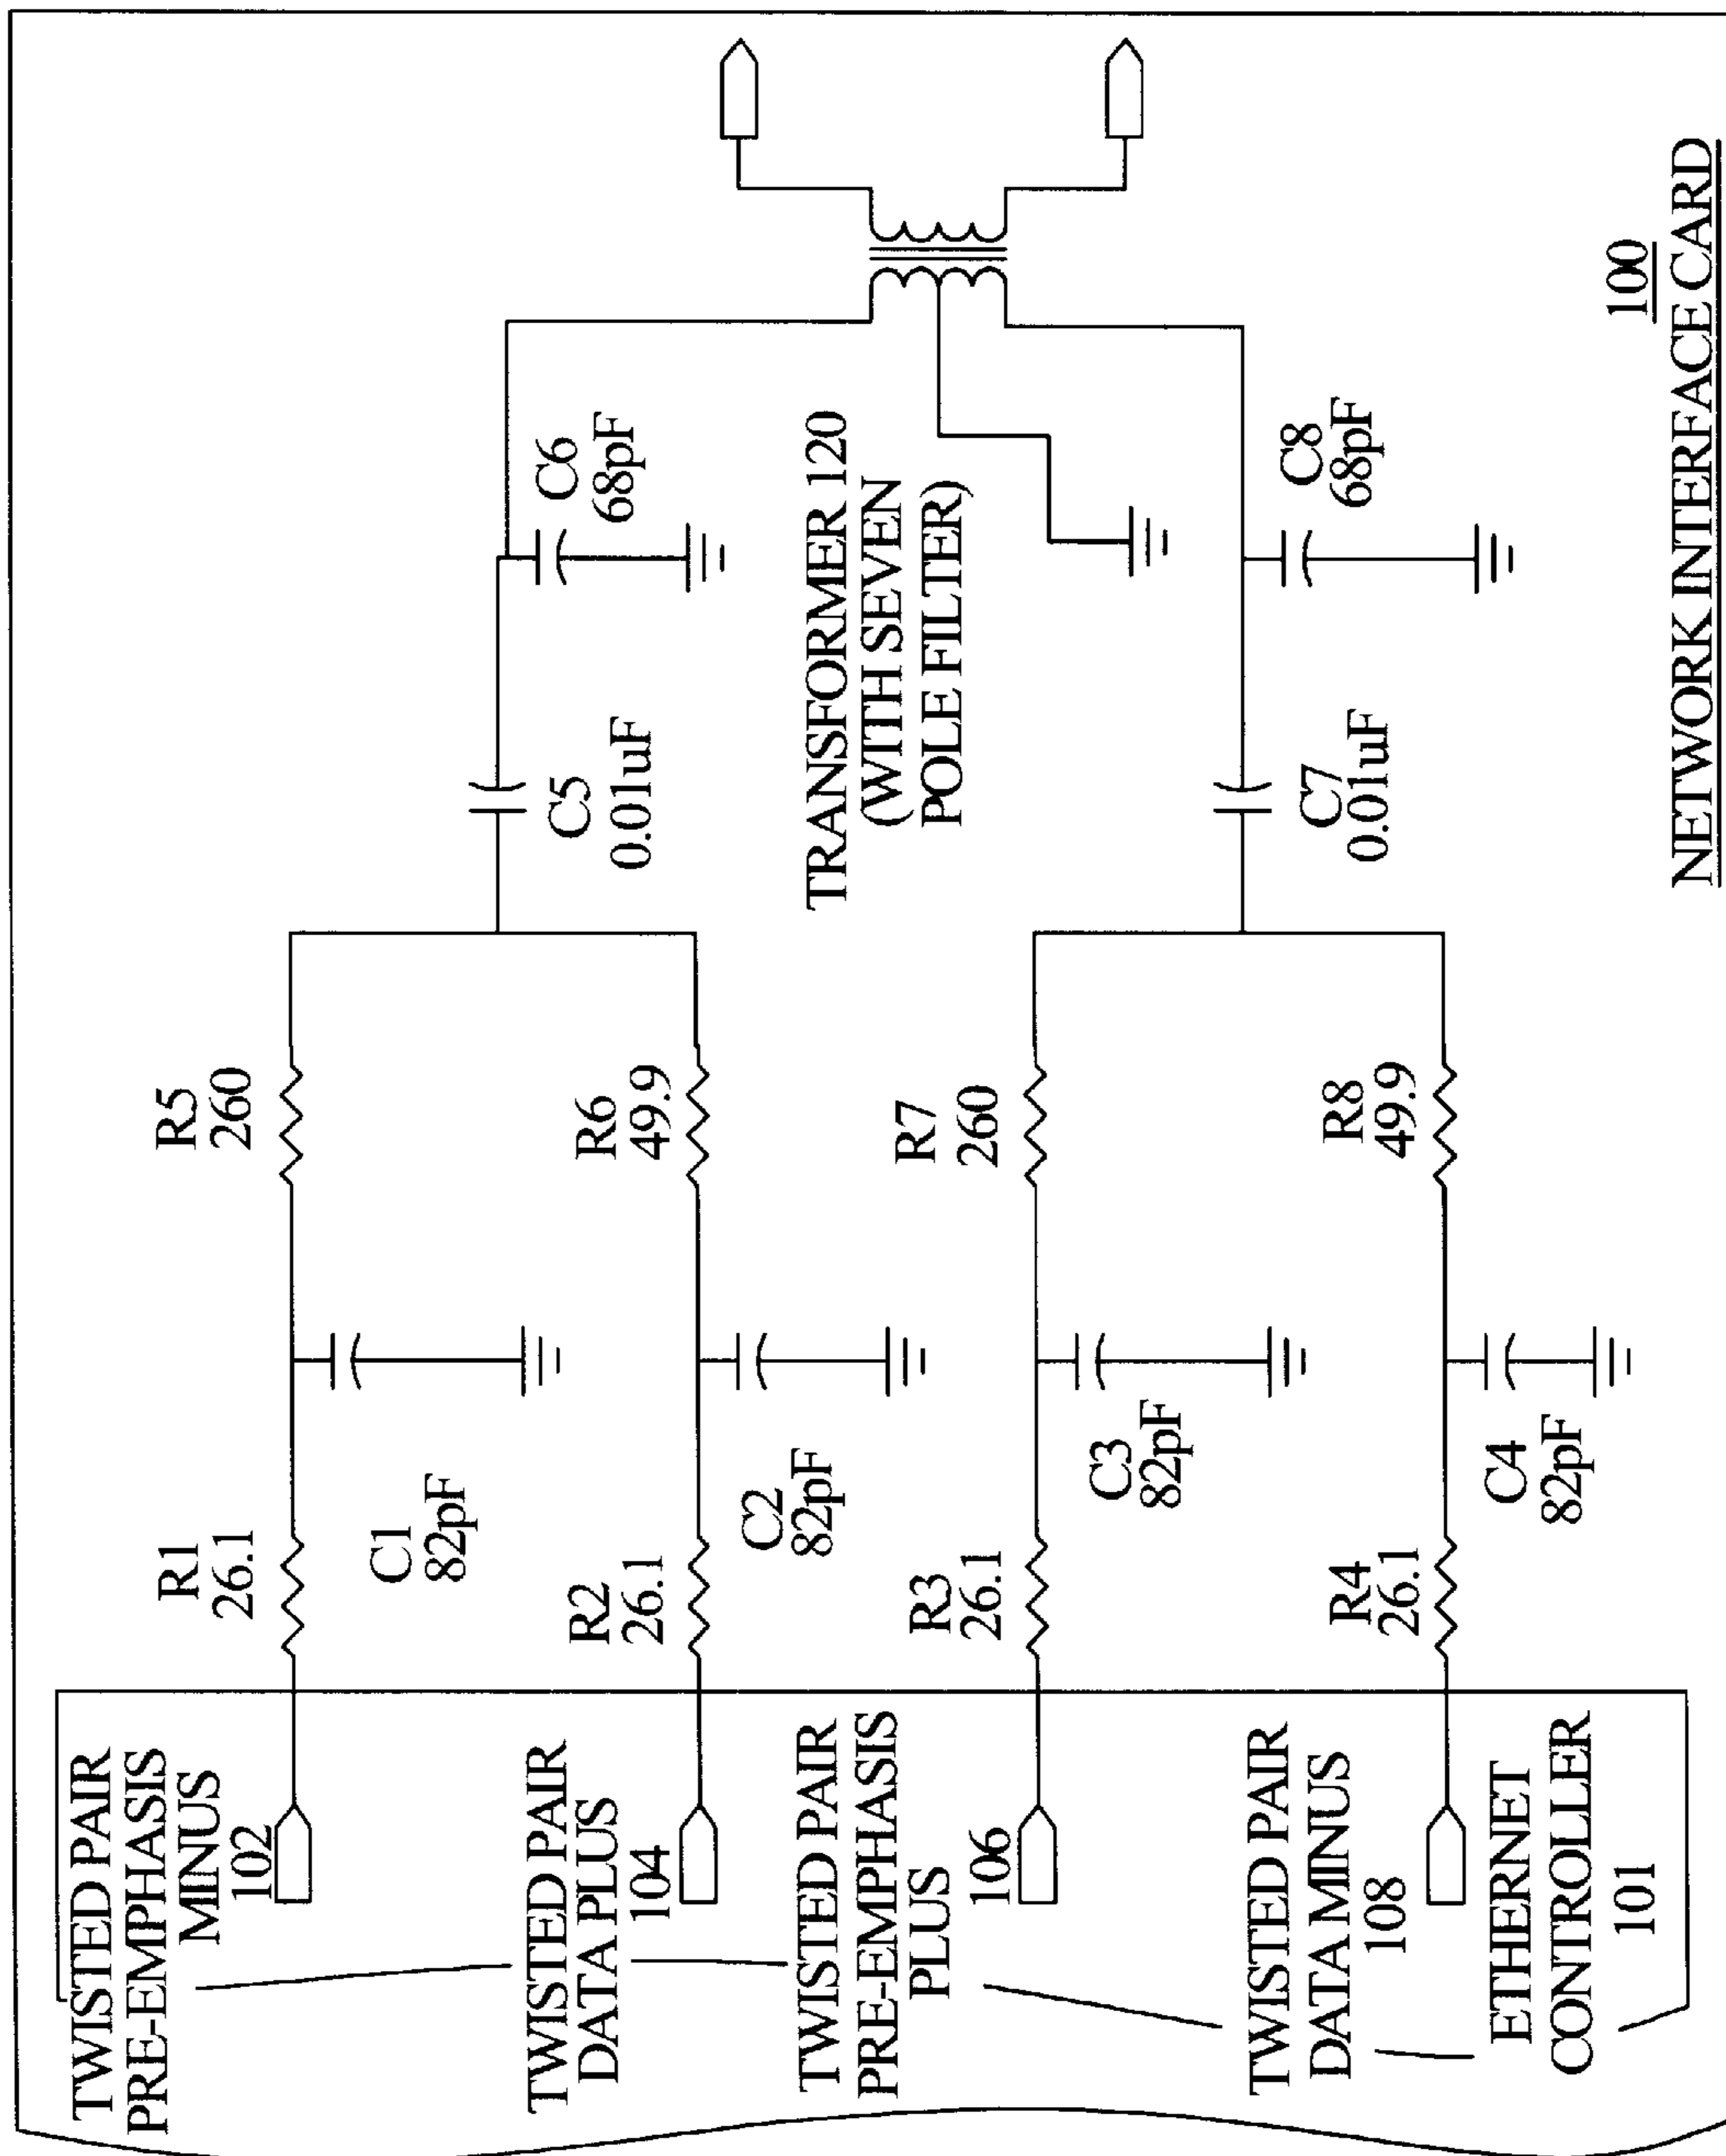 TWISTED PAIR
PRE-EMPHASIS
MINUS
102
R1
26.1
C1
82pF
R5
260
TWISTED PAIR
DATA PLUS
104
R2
26.1
C2
82pF
R6
49.9
C5
0.01uF
C6
68pF
TRANSFORMER 120
(WITH SEVEN
POLE FILTER)
TWISTED PAIR
PRE-EMPHASIS
PLUS
106
R3
26.1
C3
82pF
R7
260
TWISTED PAIR
DATA MINUS
108
R4
26.1
C4
82pF
R8
49.9
C7
0.01uF
C8
68pF
ETHERNET
CONTROLLER
101
100
NETWORK INTERFACE CARD